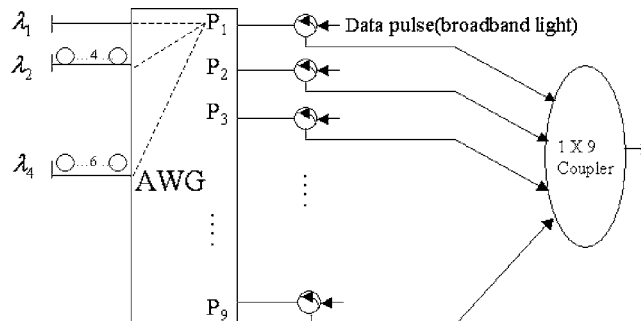 λ₁
P₁
Data pulse(broadband light)
...4...
λ₂
P₂
P₃
1 X 9
Coupler
...6...
λ₄
AWG
P₉